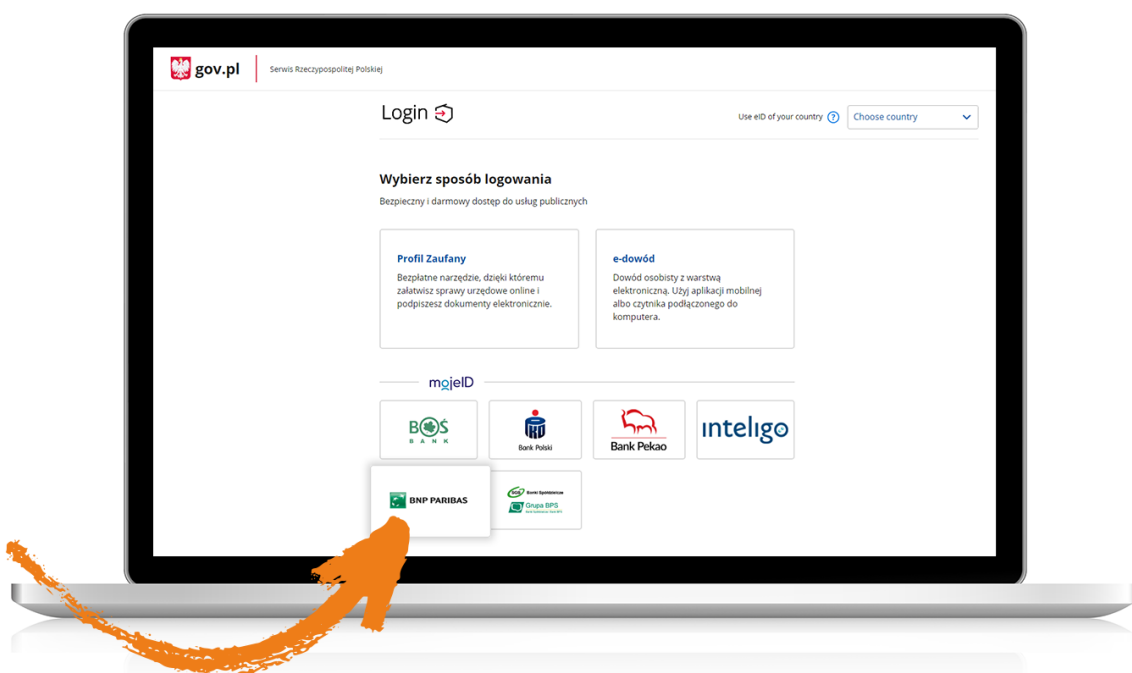 gov.pl
Serwis Rzeczypospolitej Polskiej
Login
Use eID of your country ?
Choose country
Wybierz sposób logowania
Bezpieczny i darmowy dostęp do usług publicznych
Profil Zaufany
Bezpłatne narzędzie, dzięki któremu
załatwisz sprawy urzędowe online i
podpiszesz dokumenty elektronicznie.
e-dowód
Dowód osobisty z warstwą
elektroniczną. Użyj aplikacji mobilnej
albo czytnika podłączonego do
komputera.
mojeID
BOŚ
BANK
PKO
Bank Polski
Bank Pekao
inteligo
BNP PARIBAS
SGB Banki Spółdzielcze
Grupa BPS